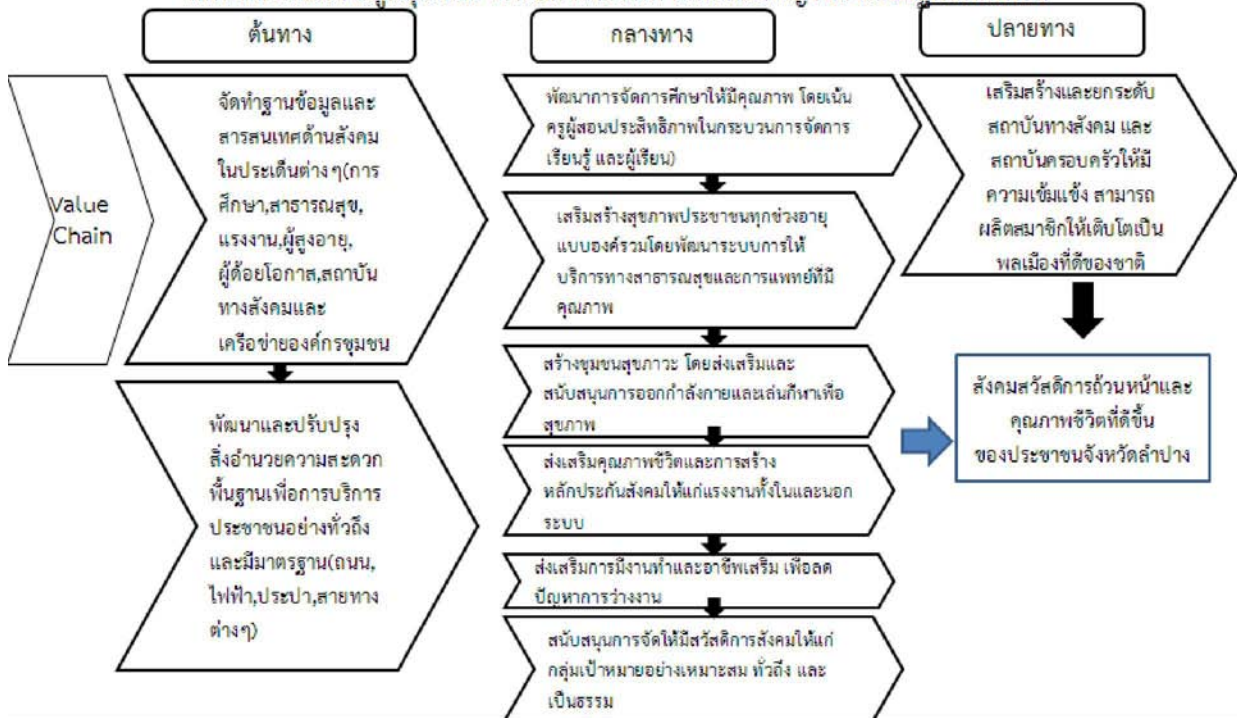 ต้นทาง
กลางทาง
ปลายทาง
Value
Chain
จัดทำฐานข้อมูลและ
สารสนเทศด้านสังคม
ในประเด็นต่างๆ(การ
ศึกษา,สาธารณสุข,
แรงงาน,ผู้สูงอายุ,
ผู้ด้อยโอกาส,สถาบัน
ทางสังคมและ
เครือข่ายองค์กรชุมชน
พัฒนาและปรับปรุง
สิ่งอำนวยความสะดวก
พื้นฐานเพื่อการบริการ
ประชาชนอย่างทั่วถึง
และมีมาตรฐาน(ถนน,
ไฟฟ้า,ประปา,สายทาง
ต่างๆ)
พัฒนาการจัดการศึกษาให้มีคุณภาพ โดยเน้น
ครูผู้สอนประสิทธิภาพในกระบวนการจัดการ
เรียนรู้ และผู้เรียน)
เสริมสร้างสุขภาพประชาชนทุกช่วงอายุ
แบบองค์รวมโดยพัฒนาระบบการให้
บริการทางสาธารณสุขและการแพทย์ที่มี
คุณภาพ
สร้างชุมชนสุขภาวะ โดยส่งเสริมและ
สนับสนุนการออกกำลังกายและเล่นกีฬาเพื่อ
สุขภาพ
ส่งเสริมคุณภาพชีวิตและการสร้าง
หลักประกันสังคมให้แก่แรงงานทั้งในและนอก
ระบบ
ส่งเสริมการมีงานทำและอาชีพเสริม เพื่อลด
ปัญหาการว่างงาน
สนับสนุนการจัดให้มีสวัสดิการสังคมให้แก่
กลุ่มเป้าหมายอย่างเหมาะสม ทั่วถึง และ
เป็นธรรม
เสริมสร้างและยกระดับ
สถาบันทางสังคม และ
สถาบันครอบครัวให้มี
ความเข้มแข็ง สามารถ
ผลิตสมาชิกให้เติบโตเป็น
พลเมืองที่ดีของชาติ
สังคมสวัสดิการถ้วนหน้าและ
คุณภาพชีวิตที่ดีขึ้น
ของประชาชนจังหวัดลำปาง